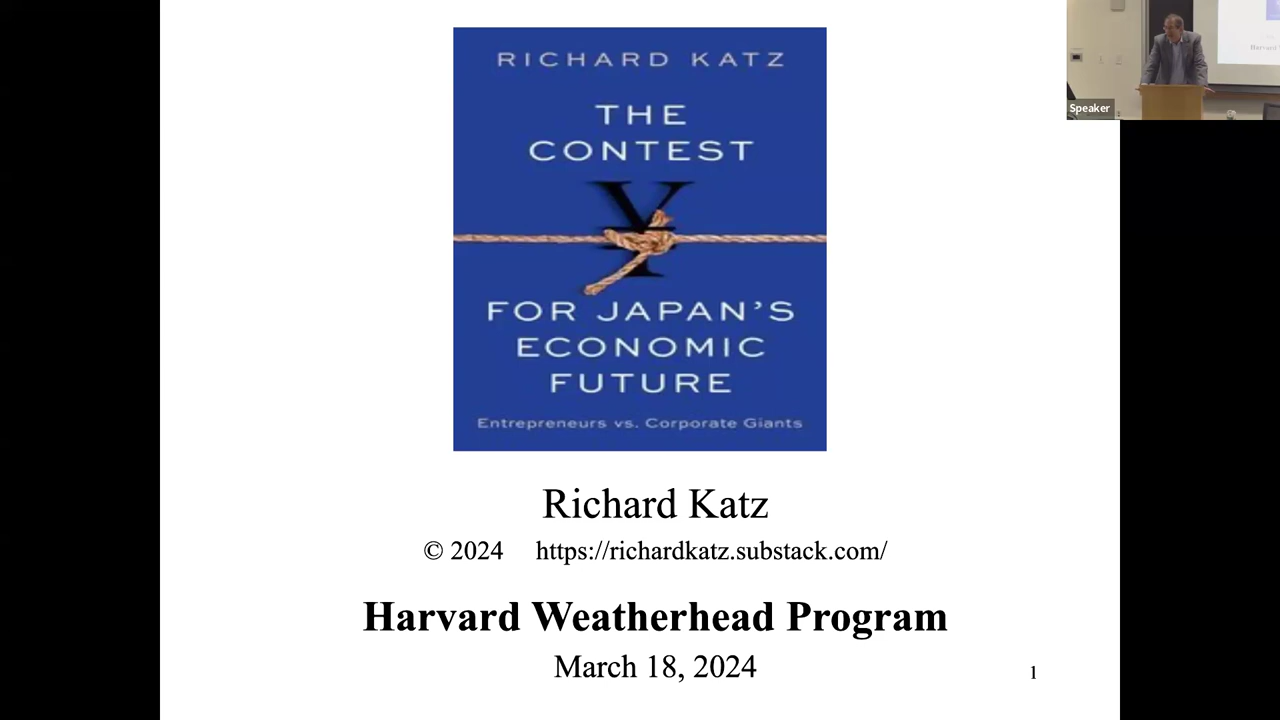 RICHARD KATZ
THE
CONTEST
¥
FOR JAPAN'S
ECONOMIC
FUTURE
Entrepreneurs vs. Corporate Giants
Richard Katz
© 2024 https://richardkatz.substack.com/
Harvard Weatherhead Program
March 18, 2024
1
Speaker
Harvard